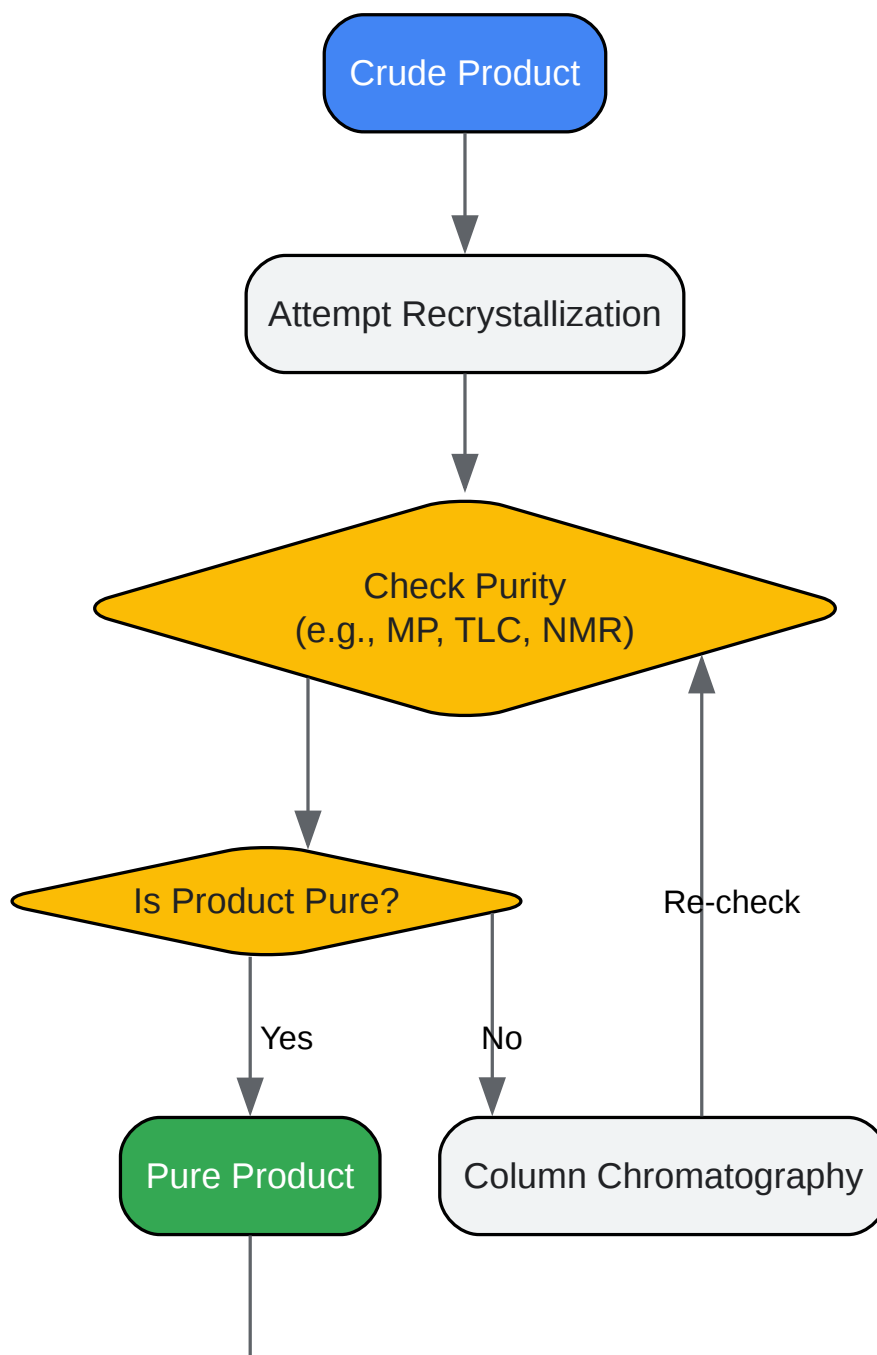 Crude Product
Attempt Recrystallization
Check Purity
(e.g., MP, TLC, NMR)
Is Product Pure?
Re-check
Yes
No
Pure Product
Column Chromatography